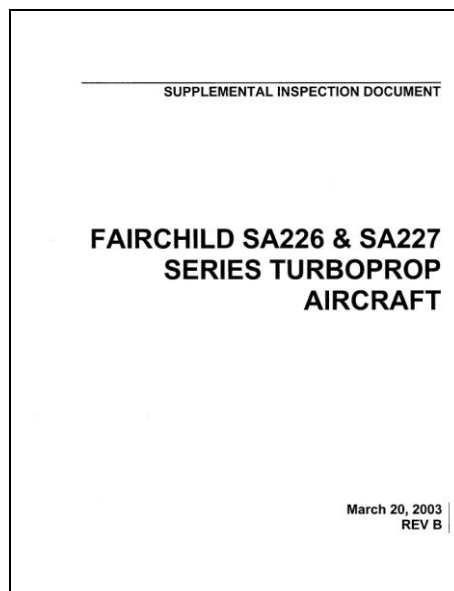 SUPPLEMENTAL INSPECTION DOCUMENT
FAIRCHILD SA226 & SA227
SERIES TURBOPROP
AIRCRAFT
March 20, 2003
REV B